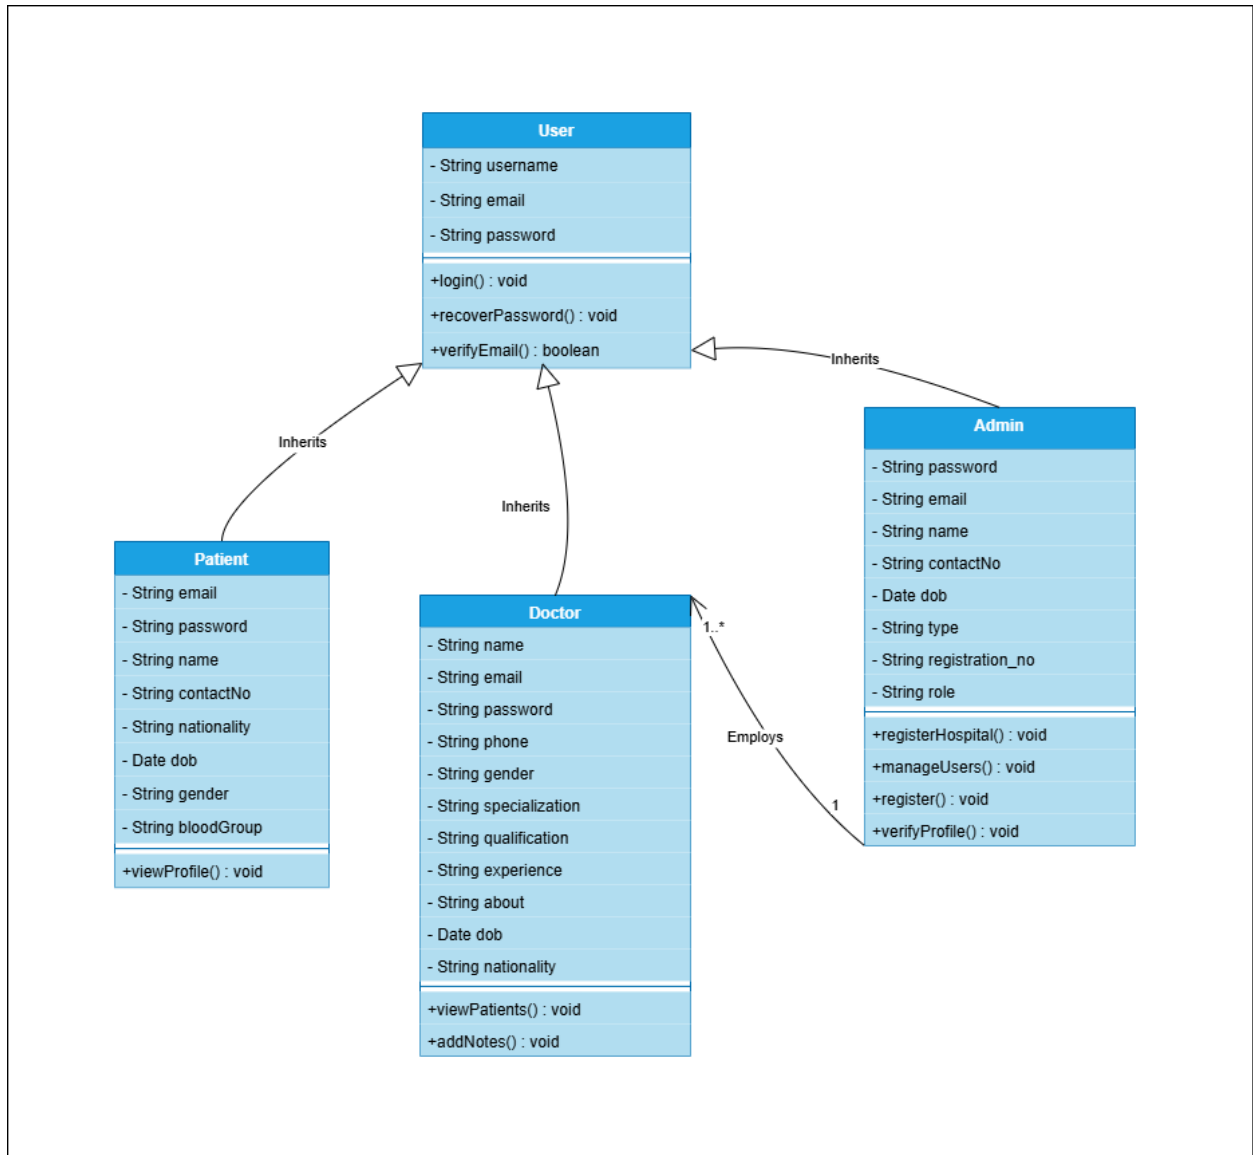 User
- String username
- String email
- String password
+login() : void
+recoverPassword() : void
+verifyEmail() : boolean
Inherits
Inherits
Inherits
Patient
- String email
- String password
- String name
- String contactNo
- String nationality
- Date dob
- String gender
- String bloodGroup
+viewProfile() : void
Doctor
- String name
- String email
- String password
- String phone
- String gender
- String specialization
- String qualification
- String experience
- String about
- Date dob
- String nationality
+viewPatients() : void
+addNotes() : void
1..*
Employs
1
Admin
- String password
- String email
- String name
- String contactNo
- Date dob
- String type
- String registration_no
- String role
+registerHospital() : void
+manageUsers() : void
+register() : void
+verifyProfile() : void